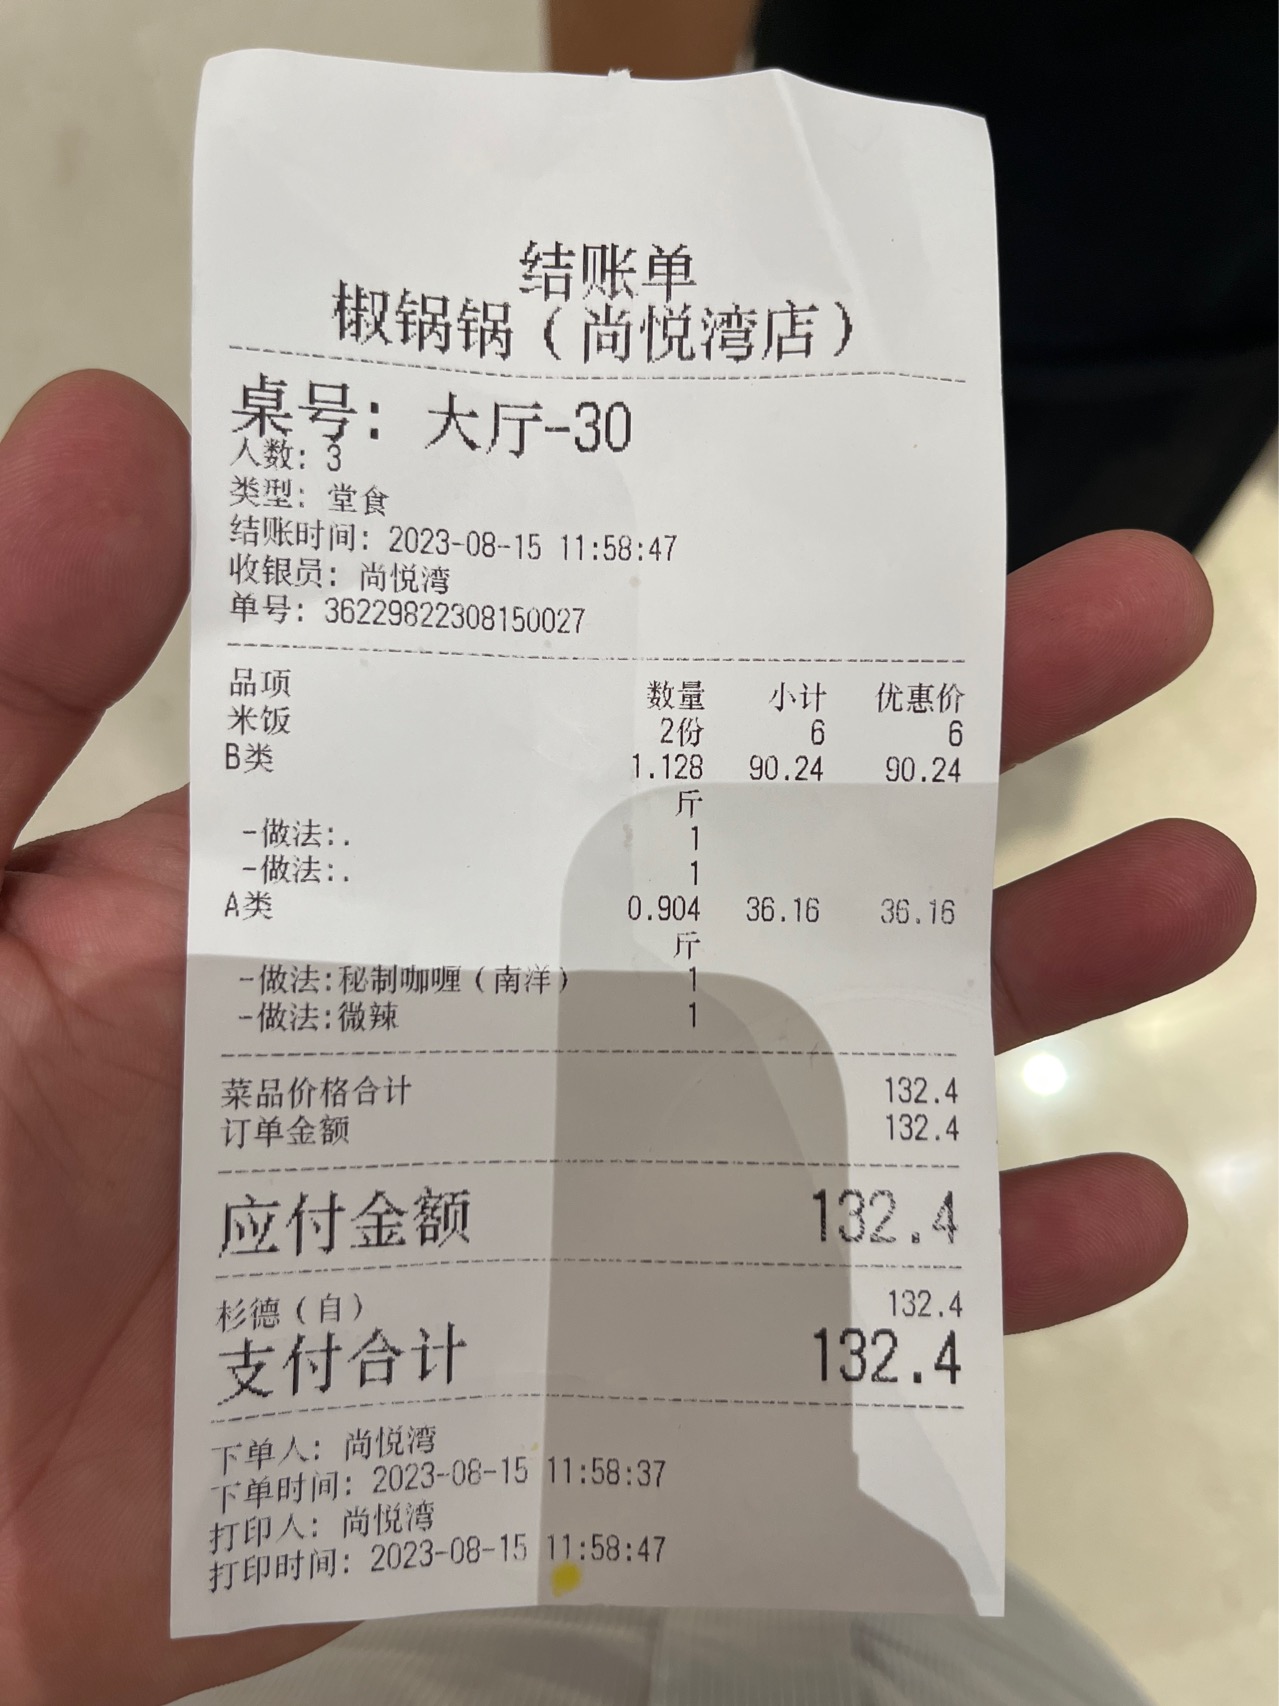 结账单
椒锅锅（尚悦湾店）
桌号：大厅-30
人数：3
类型：堂食
结账时间：2023-08-15 11:58:47
收银员：尚悦湾
单号：36229822308150027
品项 数量 小计 优惠价
米饭 2份 6 6
B类 1.128 90.24 90.24
斤
-做法:. 1
-做法:. 1
A类 0.904 36.16 36.16
斤
-做法:秘制咖喱（南洋） 1
-做法:微辣 1
菜品价格合计 132.4
订单金额 132.4
应付金额 132.4
杉德（自） 132.4
支付合计 132.4
下单人：尚悦湾
下单时间：2023-08-15 11:58:37
打印人：尚悦湾
打印时间：2023-08-15 11:58:47